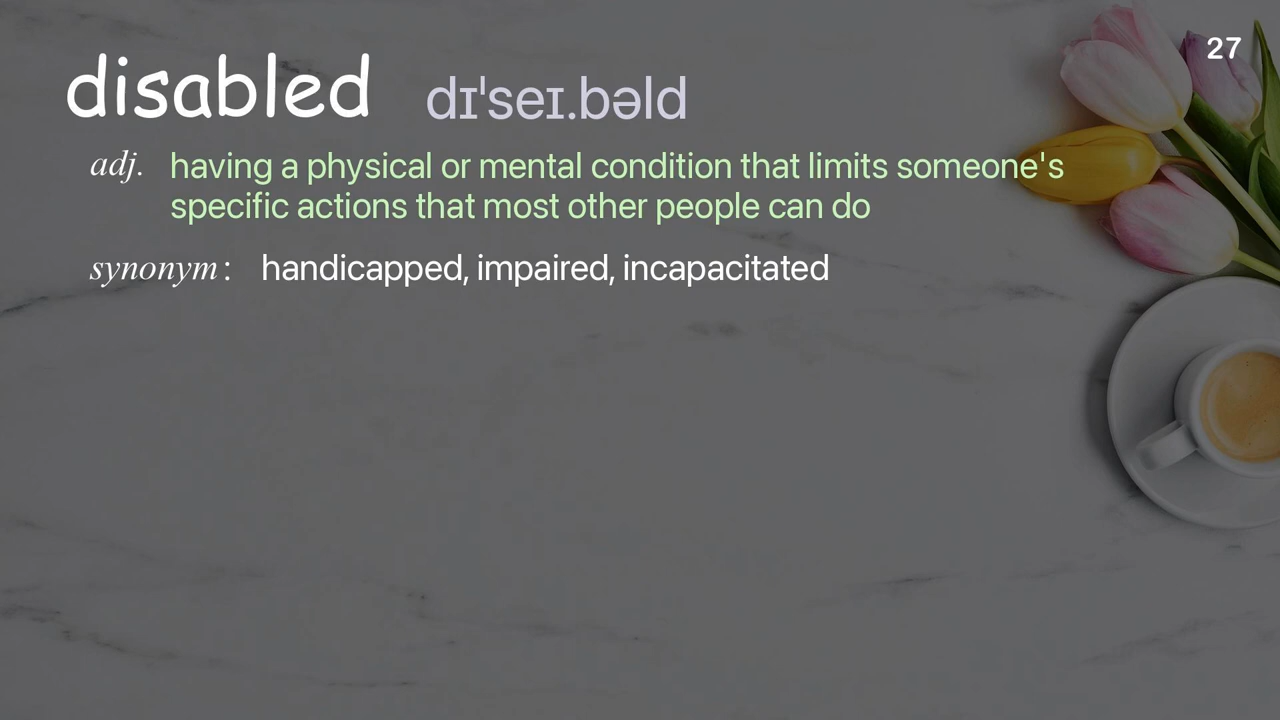 27
disabled dɪˈseɪ.bəld
adj. having a physical or mental condition that limits someone's
specific actions that most other people can do
synonym: handicapped, impaired, incapacitated